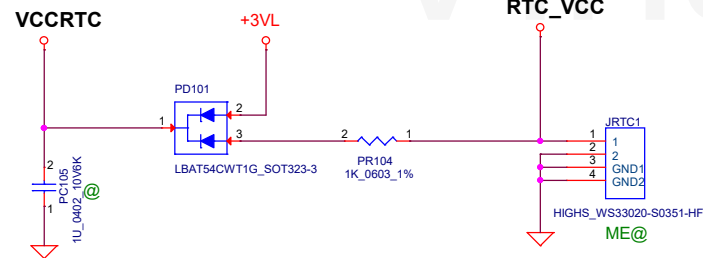 VCCRTC
+3VL
RTC_VCC
PD101
1
2
3
LBAT54CWT1G_SOT323-3
2
1
PR104
1K_0603_1%
JRTC1
1
2
3
4
1
2
GND1
GND2
HIGHS_WS33020-S0351-HF
ME@
2
1
PC105
1U_0402_10V6K
@